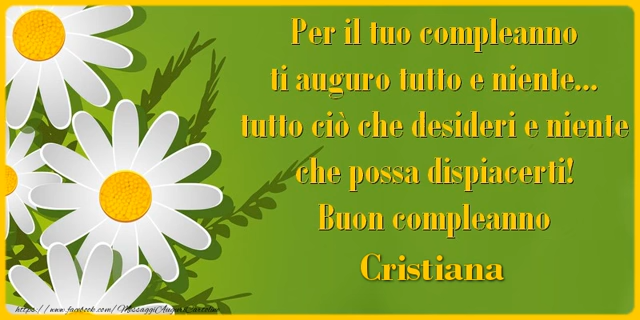 Per il tuo compleanno
ti auguro tutto e niente...
tutto ciò che desideri e niente
che possa dispiacerti!
Buon compleanno
Cristiana